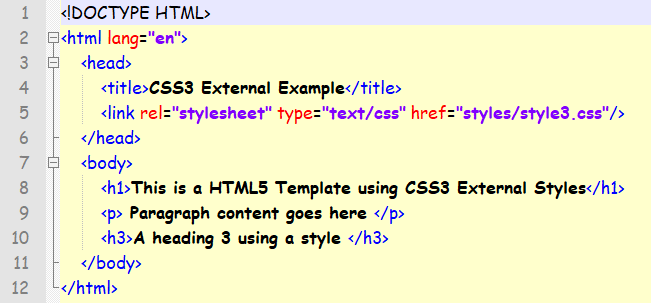 1 <!DOCTYPE HTML>
2 <html lang="en">
3 <head>
4 <title>CSS3 External Example</title>
5 <link rel="stylesheet" type="text/css" href="styles/style3.css"/>
6 </head>
7 <body>
8 <h1>This is a HTML5 Template using CSS3 External Styles</h1>
9 <p> Paragraph content goes here </p>
10 <h3>A heading 3 using a style </h3>
11 </body>
12 </html>